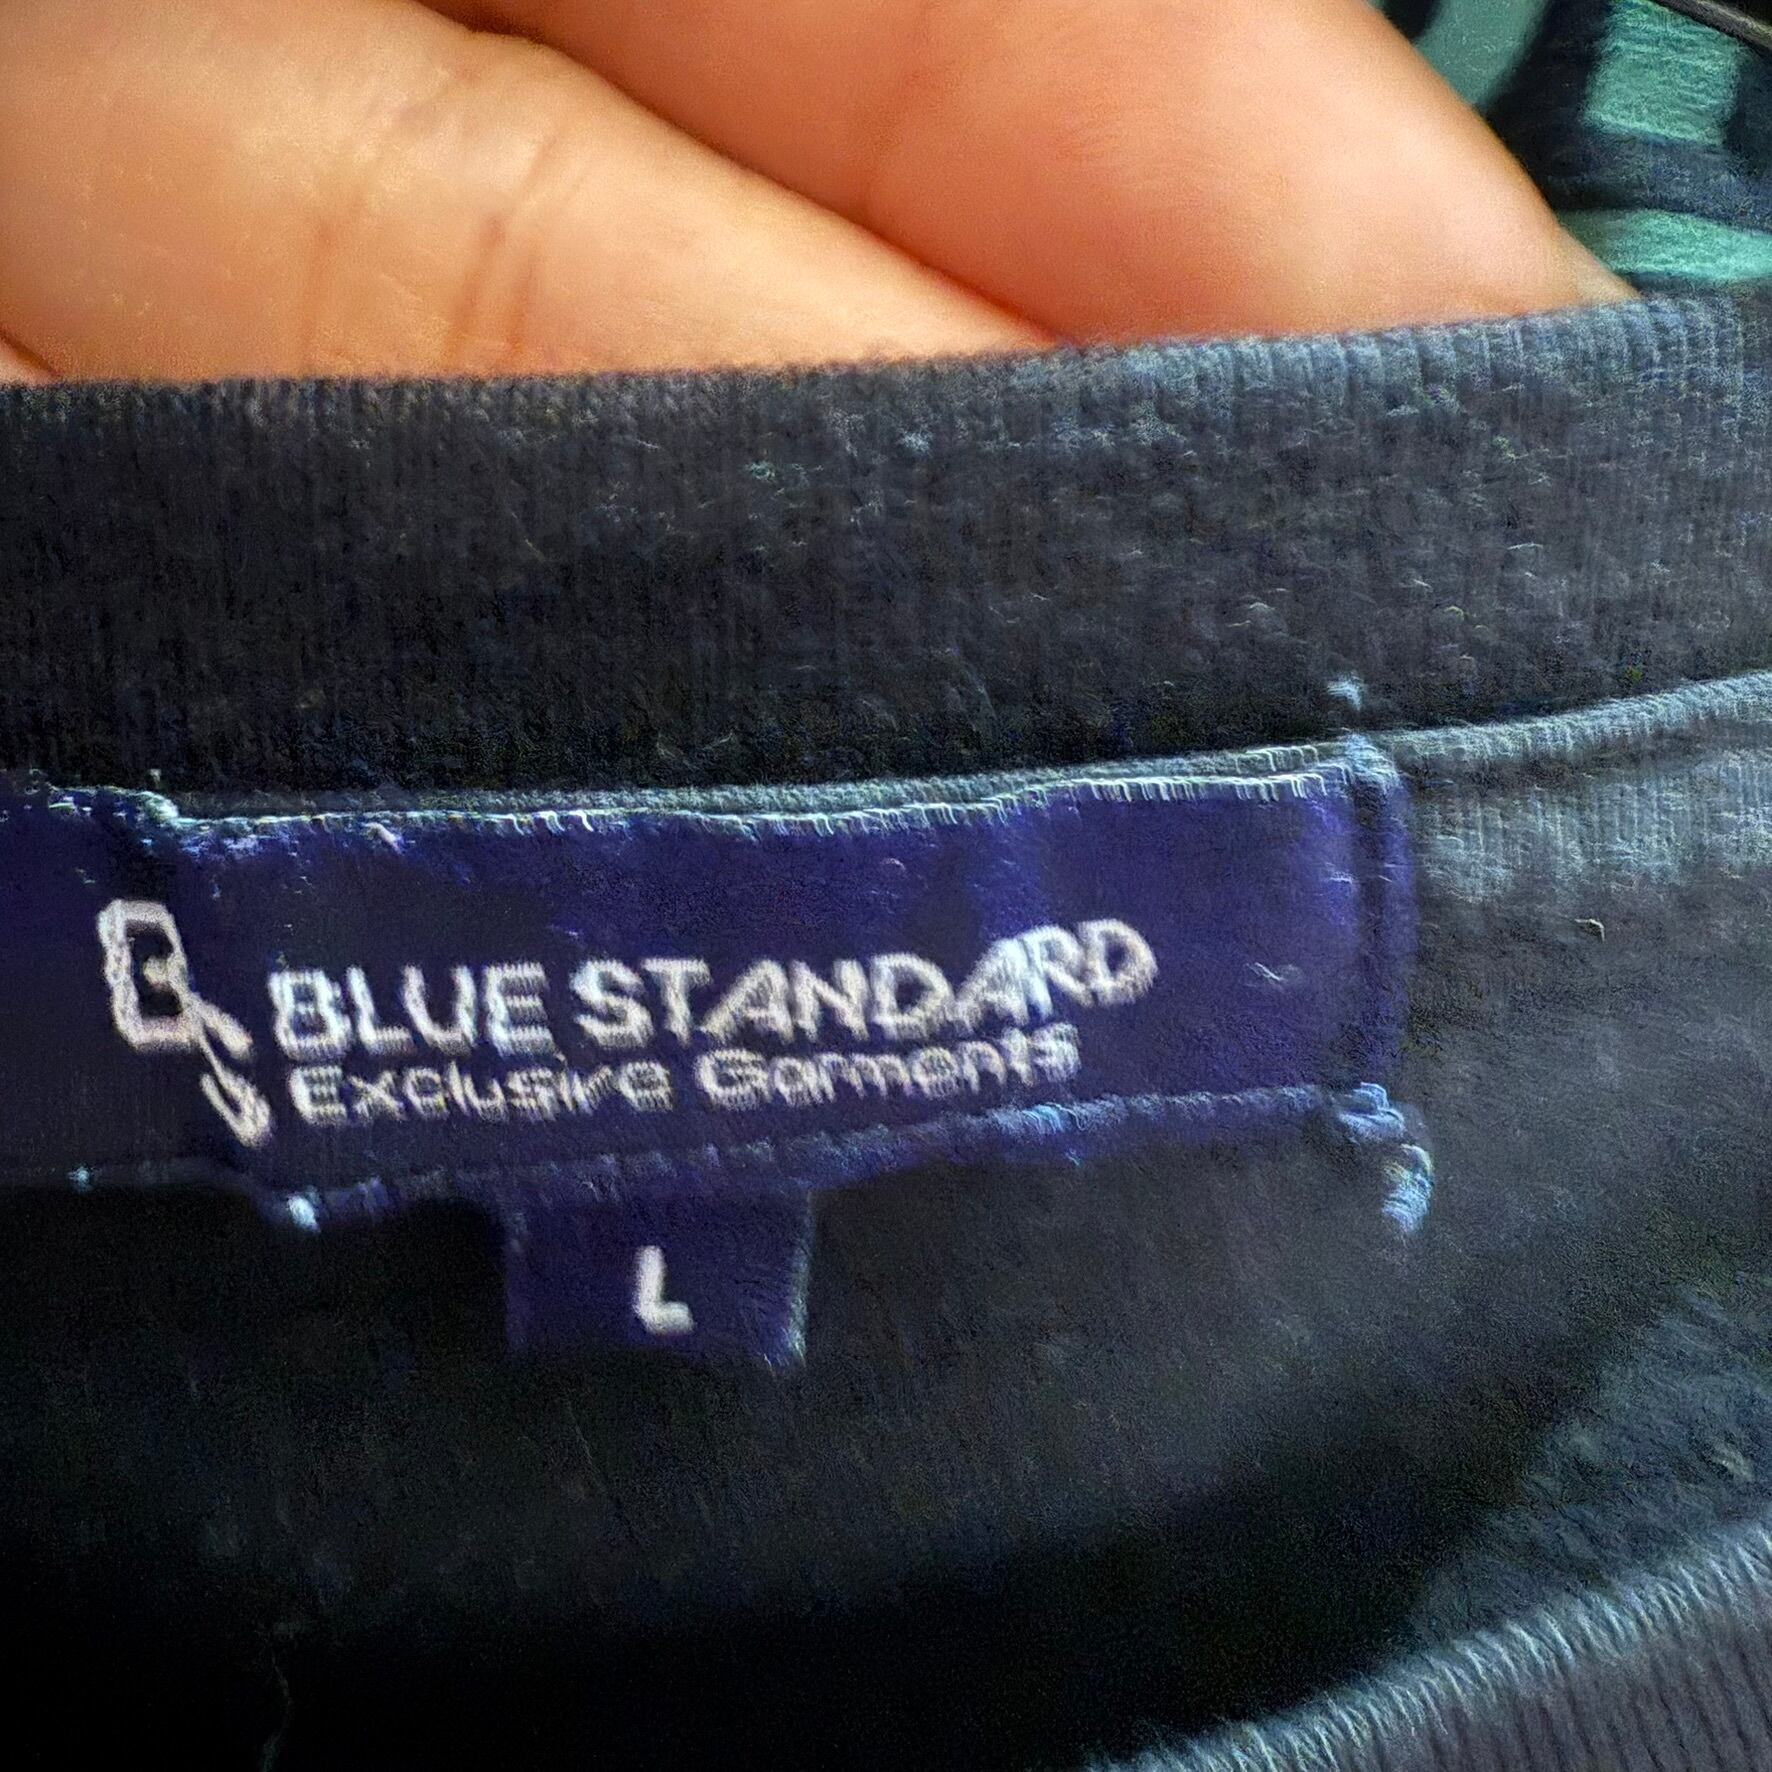 BLUE STANDARD
Exclusive Garments
L